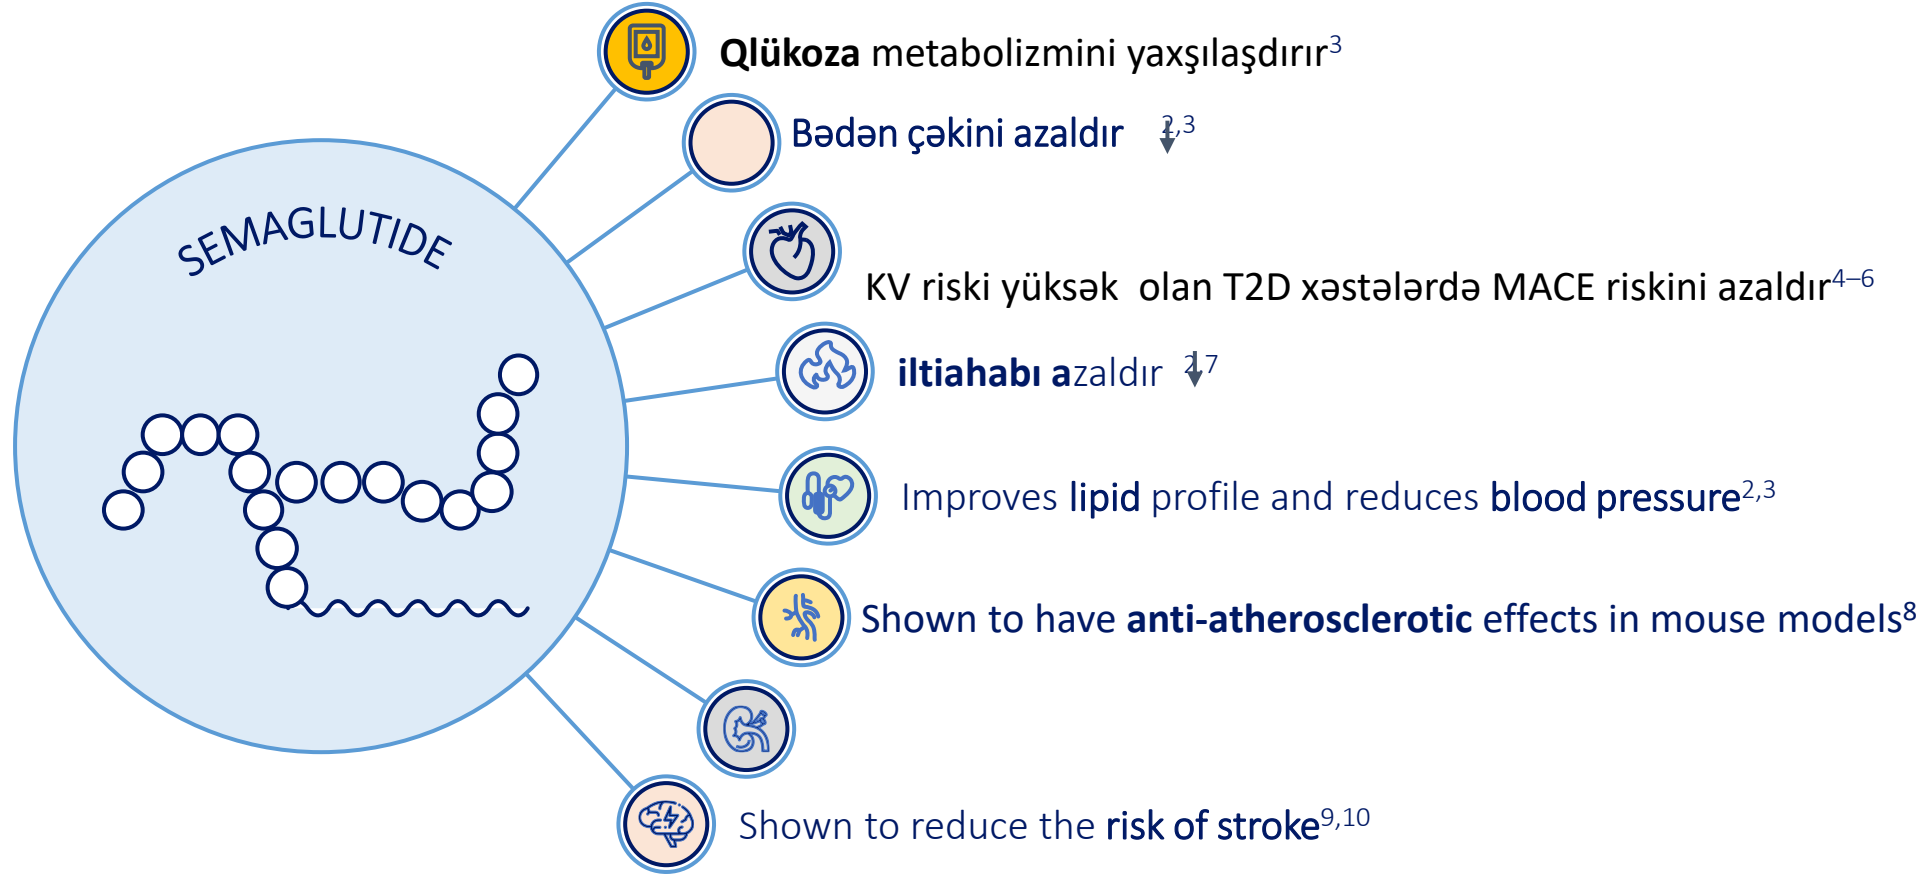 Qlükoza metabolizmini yaxşılaşdırır3
Bədən çəkini azaldır 2,3
SEMAGLUTIDE
KV riski yüksək olan T2D xəstələrdə MACE riskini azaldır4–6
iltiahabı azaldır 2,7
Improves lipid profile and reduces blood pressure2,3
Shown to have anti-atherosclerotic effects in mouse models8
Shown to reduce the risk of stroke9,10